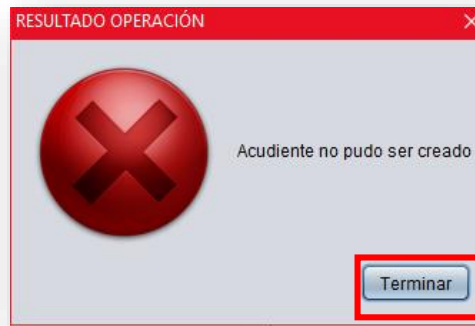 RESULTADO OPERACIÓN
Acudiente no pudo ser creado
Terminar